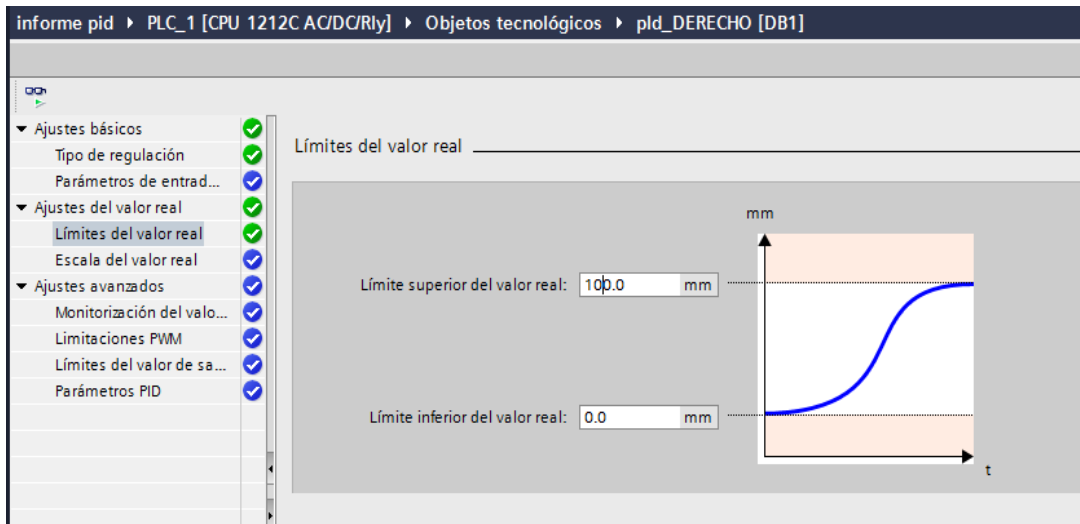 informe pid ▸ PLC_1 [CPU 1212C AC/DC/Rly] ▸ Objetos tecnológicos ▸ pId_DERECHO [DB1]
Ajustes básicos
Tipo de regulación
Parámetros de entrad...
Ajustes del valor real
Límites del valor real
Escala del valor real
Ajustes avanzados
Monitorización del valo...
Limitaciones PWM
Límites del valor de sa...
Parámetros PID
Límites del valor real
mm
Límite superior del valor real: 100.0 mm
Límite inferior del valor real: 0.0 mm
t